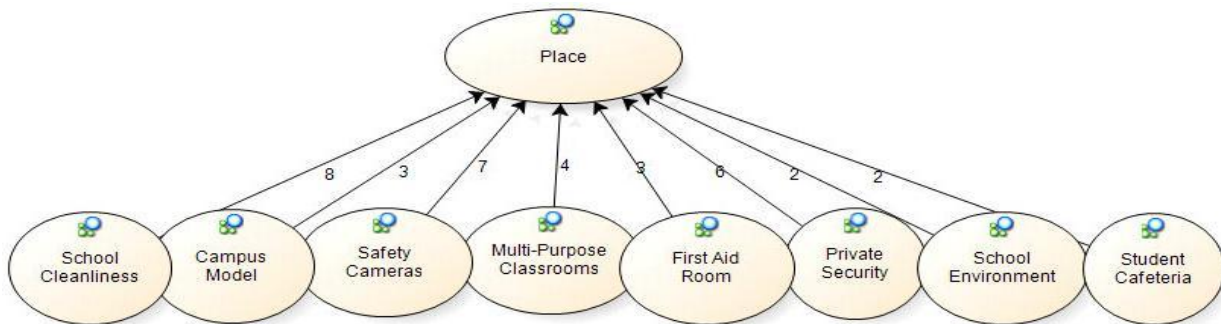 Place
8
3
7
4
3
6
2
2
School
Cleanliness
Campus
Model
Safety
Cameras
Multi-Purpose
Classrooms
First Aid
Room
Private
Security
School
Environment
Student
Cafeteria